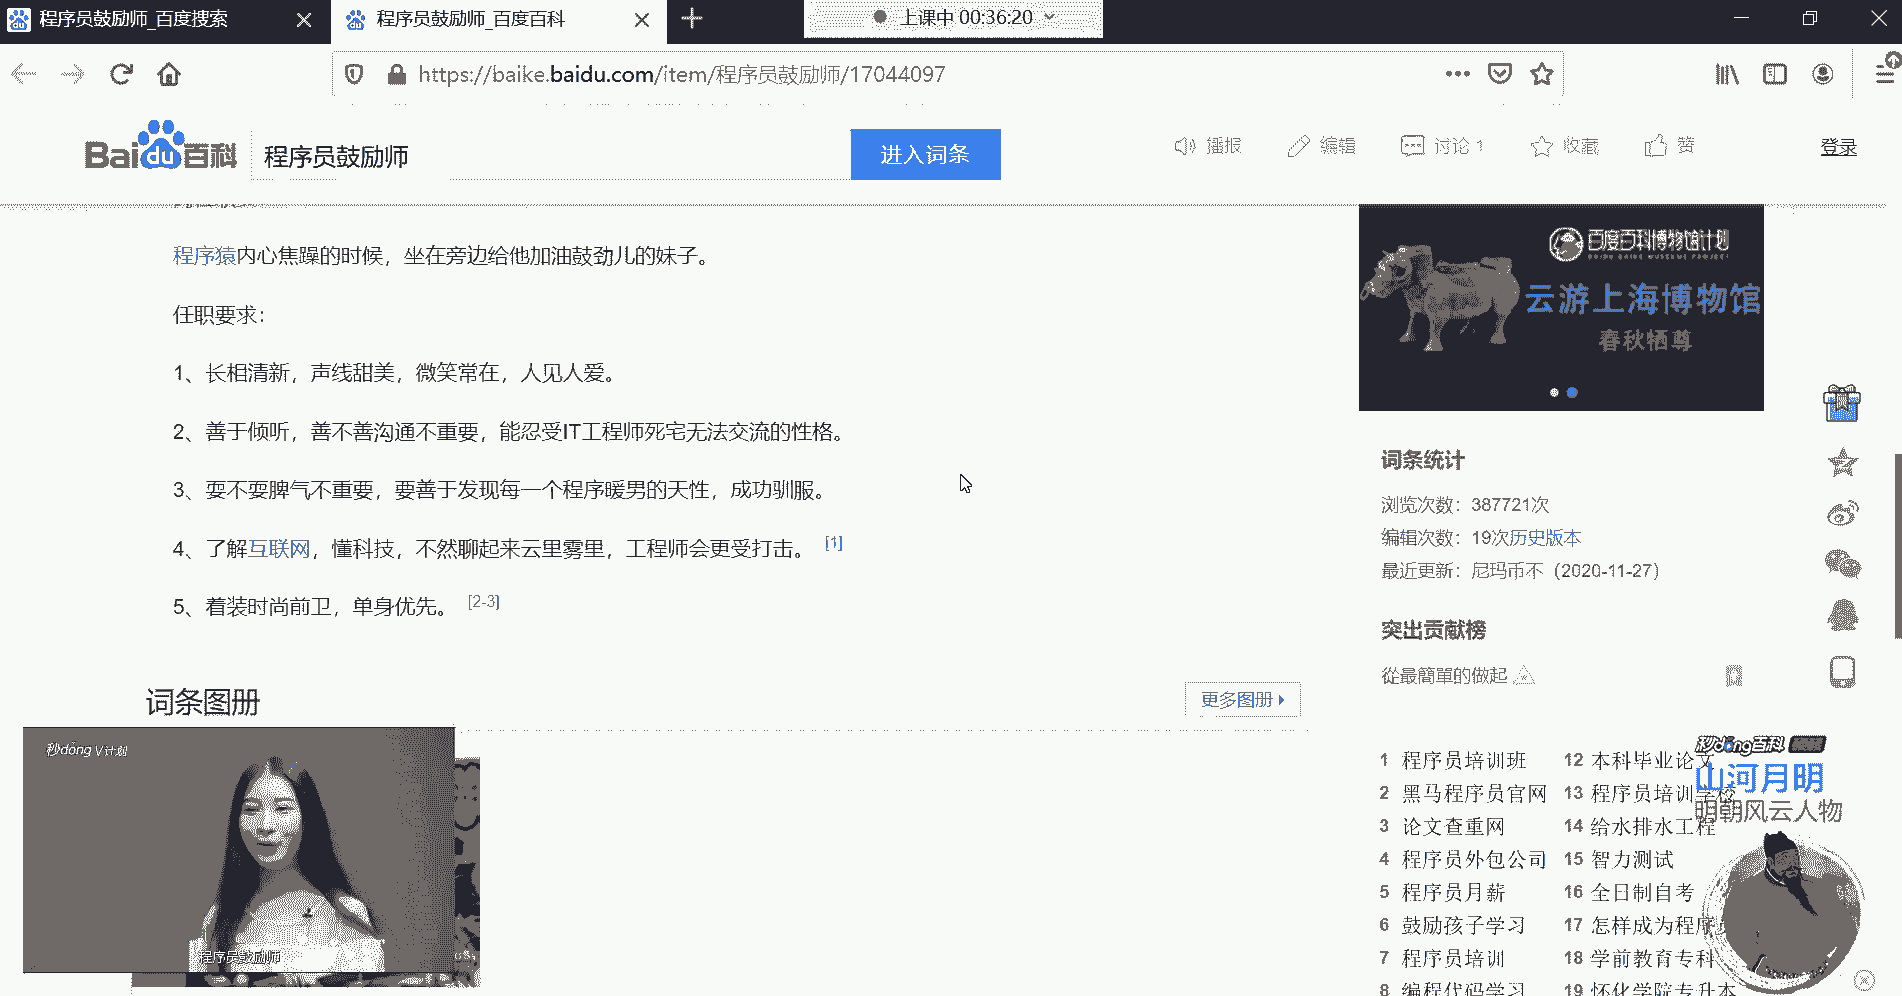 程序员鼓励师_百度搜索
程序员鼓励师_百度百科
上课中 00:36:20
https://baike.baidu.com/item/程序员鼓励师/17044097
Baidu百科
程序员鼓励师
进入词条
播报
编辑
讨论 1
收藏
赞
登录
程序猿内心焦躁的时候，坐在旁边给他加油鼓劲儿的妹子。
任职要求：
1、长相清新，声线甜美，微笑常在，人见人爱。
2、善于倾听，善不善沟通不重要，能忍受IT工程师死宅无法交流的性格。
3、耍不耍脾气不重要，要善于发现每一个程序暖男的天性，成功驯服。
4、了解互联网，懂科技，不然聊起来云里雾里，工程师会更受打击。 [1]
5、着装时尚前卫，单身优先。 [2-3]
词条图册
更多图册
秒dǒng V计划
程序员鼓励师
百度百科博物馆计划
BAIDU BAIKE MUSEUMS PROJECT
云游上海博物馆
春秋牺尊
词条统计
浏览次数：387721次
编辑次数：19次历史版本
最近更新：尼玛币不（2020-11-27）
突出贡献榜
從最簡單的做起
1 程序员培训班
2 黑马程序员官网
3 论文查重网
4 程序员外包公司
5 程序员月薪
6 鼓励孩子学习
7 程序员培训
8 编程代码学习
12 本科毕业论文
13 程序员培训学校
14 给水排水工程
15 智力测试
16 全日制自考
17 怎样成为程序员
18 学前教育专科
19 怀化学院专升本
秒dǒng百科
山河月明
明朝风云人物